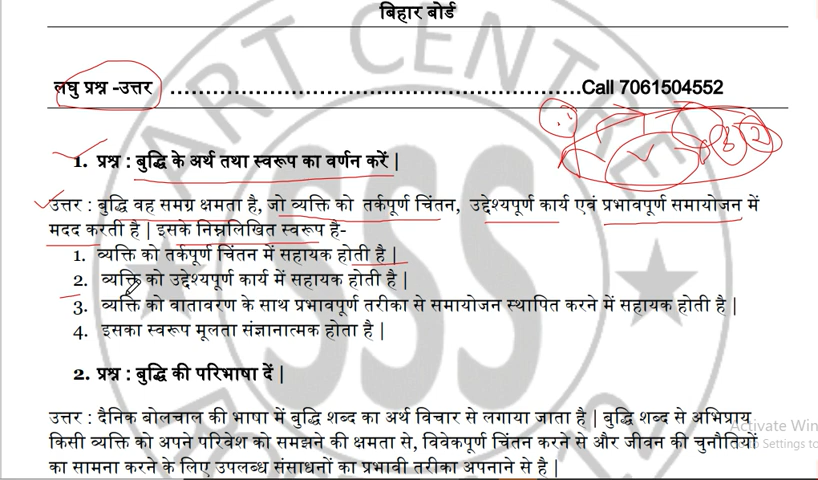 बिहार बोर्ड
लघु प्रश्न -उत्तर ............................................................Call 7061504552
1. प्रश्न : बुद्धि के अर्थ तथा स्वरूप का वर्णन करें |
उत्तर : बुद्धि वह समग्र क्षमता है, जो व्यक्ति को तर्कपूर्ण चिंतन, उद्देश्यपूर्ण कार्य एवं प्रभावपूर्ण समायोजन में
मदद करती है | इसके निम्नलिखित स्वरूप है-
1. व्यक्ति को तर्कपूर्ण चिंतन में सहायक होती है |
2. व्यक्ति को उद्देश्यपूर्ण कार्य में सहायक होती है |
3. व्यक्ति को वातावरण के साथ प्रभावपूर्ण तरीका से समायोजन स्थापित करने में सहायक होती है |
4. इसका स्वरूप मूलता संज्ञानात्मक होता है |
2. प्रश्न : बुद्धि की परिभाषा दें |
उत्तर : दैनिक बोलचाल की भाषा में बुद्धि शब्द का अर्थ विचार से लगाया जाता है | बुद्धि शब्द से अभिप्राय
किसी व्यक्ति को अपने परिवेश को समझने की क्षमता से, विवेकपूर्ण चिंतन करने से और जीवन की चुनौतियों
का सामना करने के लिए उपलब्ध संसाधनों का प्रभावी तरीका अपनाने से है |
ART CENTRE
SSS
Activate Win
Settings to